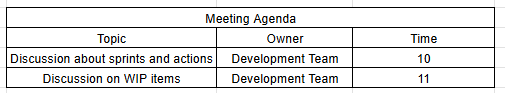 Meeting Agenda
Topic Owner Time
Discussion about sprints and actions Development Team 10
Discussion on WIP items Development Team 11